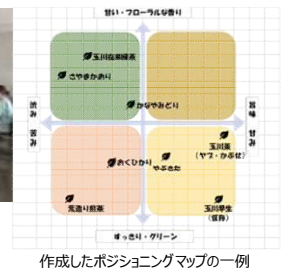 甘い・フローラルな香り
玉川在来緑茶
さやまかおり
かなやみどり
渋み
苦み
旨味
甘み
玉川茶
(ヤブ・かぶせ)
おくひかり
やぶきた
荒造り煎茶
玉川早生
(仮称)
すっきり・グリーン
作成したポジショニングマップの一例